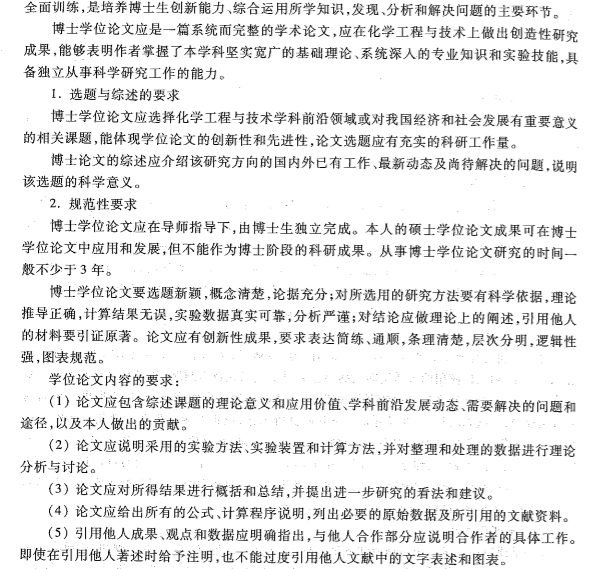 全面训练,是培养博士生创新能力、综合运用所学知识,发现、分析和解决问题的主要环节。
博士学位论文应是一篇系统而完整的学术论文,应在化学工程与技术上做出创造性研究
成果,能够表明作者掌握了本学科坚实宽广的基础理论、系统深入的专业知识和实验技能,具
备独立从事科学研究工作的能力。
1. 选题与综述的要求
博士学位论文应选择化学工程与技术学科前沿领域或对我国经济和社会发展有重要意义
的相关课题,能体现学位论文的创新性和先进性,论文选题应有充实的科研工作量。
博士论文的综述应介绍该研究方向的国内外已有工作、最新动态及尚待解决的问题,说明
该选题的科学意义。
2. 规范性要求
博士学位论文应在导师指导下,由博士生独立完成。本人的硕士学位论文成果可在博士
学位论文中应用和发展,但不能作为博士阶段的科研成果。从事博士学位论文研究的时间一
般不少于 3 年。
博士学位论文要选题新颖,概念清楚,论据充分;对所选用的研究方法要有科学依据,理论
推导正确,计算结果无误,实验数据真实可靠,分析严谨;对结论应做理论上的阐述,引用他人
的材料要引证原著。论文应有创新性成果,要求表达简练、通顺,条理清楚,层次分明,逻辑性
强,图表规范。
学位论文内容的要求:
(1) 论文应包含综述课题的理论意义和应用价值、学科前沿发展动态、需要解决的问题和
途径,以及本人做出的贡献。
(2) 论文应说明采用的实验方法、实验装置和计算方法,并对整理和处理的数据进行理论
分析与讨论。
(3) 论文应对所得结果进行概括和总结,并提出进一步研究的看法和建议。
(4) 论文应给出所有的公式、计算程序说明,列出必要的原始数据及所引用的文献资料。
(5) 引用他人成果、观点和数据应明确指出,与他人合作部分应说明合作者的具体工作。
即使在引用他人著述时给予注明,也不能过度引用他人文献中的文字表述和图表。